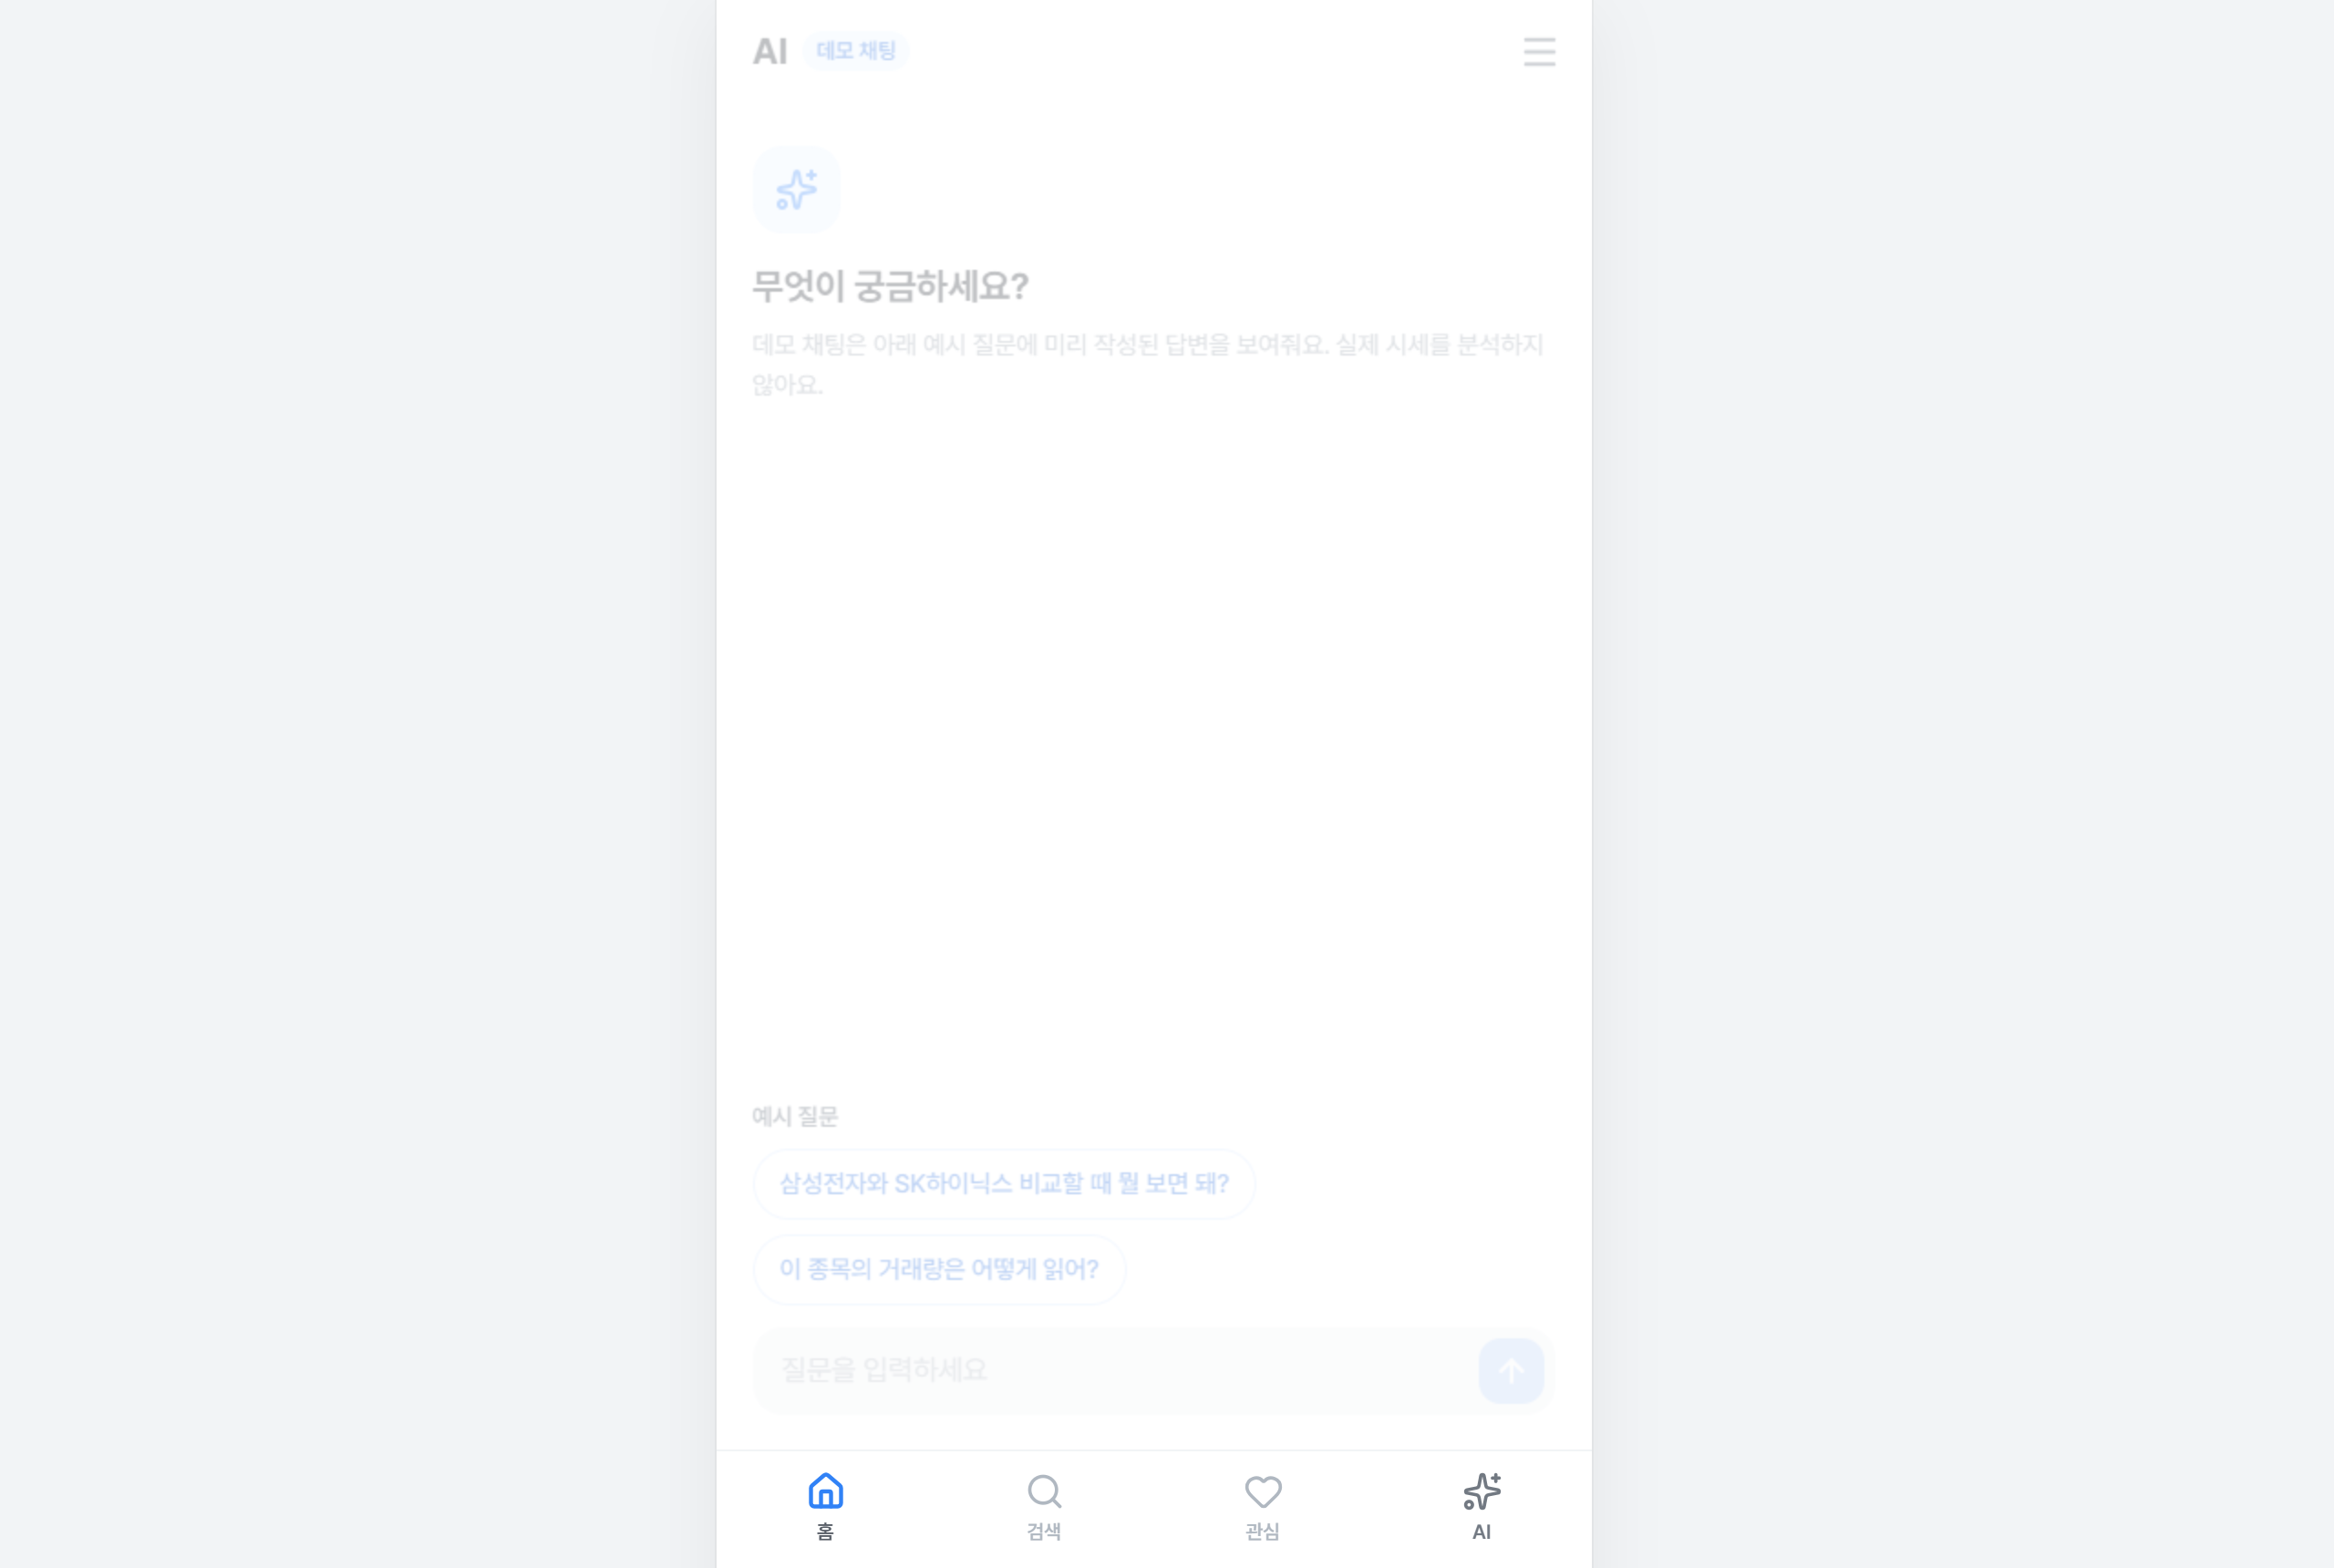 AI 데모 채팅
무엇이 궁금하세요?
데모 채팅은 아래 예시 질문에 미리 작성된 답변을 보여줘요. 실제 시세를 분석하지
않아요.
예시 질문
삼성전자와 SK하이닉스 비교할 때 뭘 보면 돼?
이 종목의 거래량은 어떻게 읽어?
질문을 입력하세요
홈 검색 관심 AI